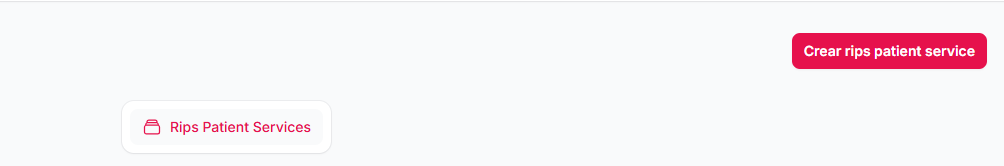 Crear rips patient service
Rips Patient Services